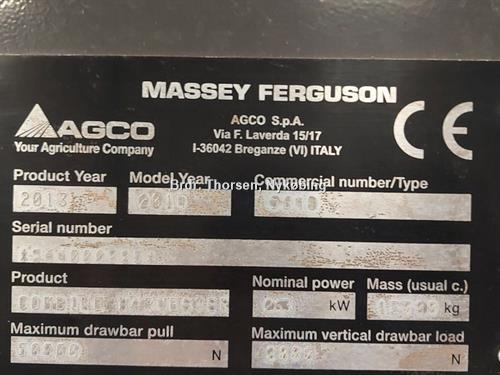 MASSEY FERGUSON
AGCO
Your Agriculture Company
AGCO S.p.A.
Via F. Laverda 15/17
I-36042 Breganze (VI) ITALY
CE
Product Year
Model Year
Commercial number/Type
2013
2010
Brdr. Thorsen, Nykøbing
Serial number
Product
Nominal power
Mass (usual c.)
COMBINE HARVESTER
kW
kg
Maximum drawbar pull
Maximum vertical drawbar load
N
N